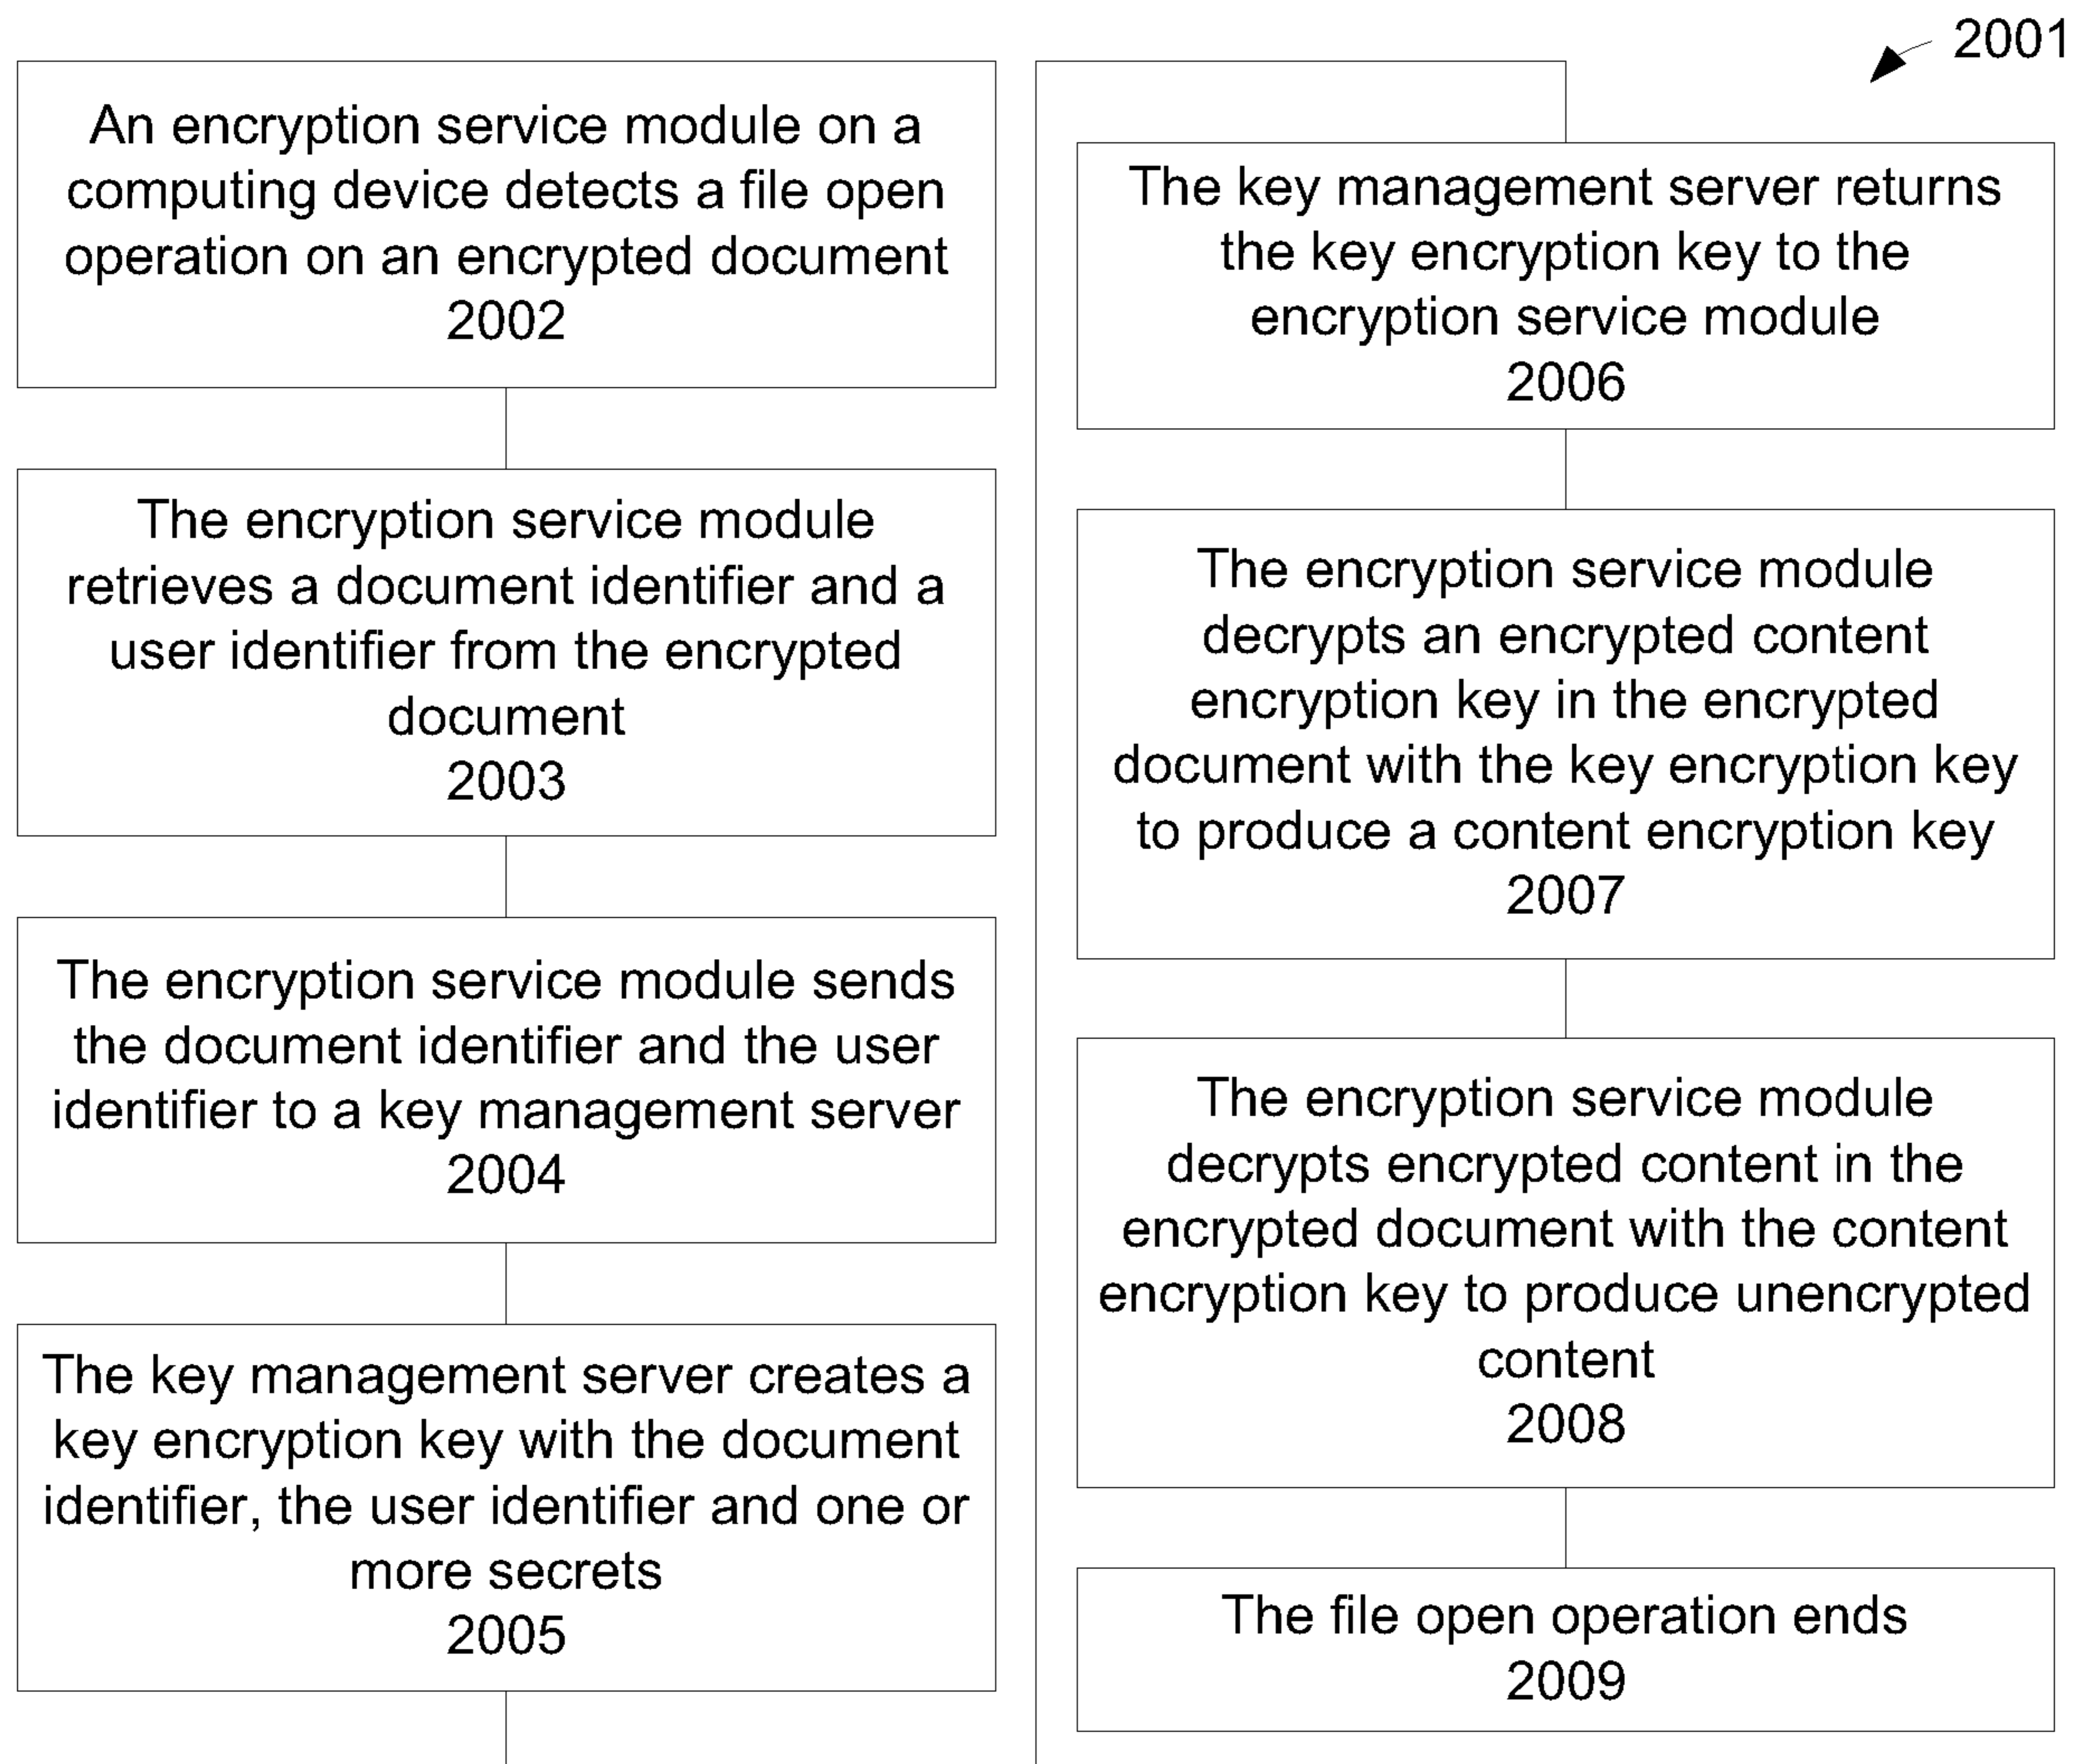 2001
An encryption service module on a
computing device detects a file open
operation on an encrypted document
2002
The encryption service module
retrieves a document identifier and a
user identifier from the encrypted
document
2003
The encryption service module sends
the document identifier and the user
identifier to a key management server
2004
The key management server creates a
key encryption key with the document
identifier, the user identifier and one or
more secrets
2005
The key management server returns
the key encryption key to the
encryption service module
2006
The encryption service module
decrypts an encrypted content
encryption key in the encrypted
document with the key encryption key
to produce a content encryption key
2007
The encryption service module
decrypts encrypted content in the
encrypted document with the content
encryption key to produce unencrypted
content
2008
The file open operation ends
2009